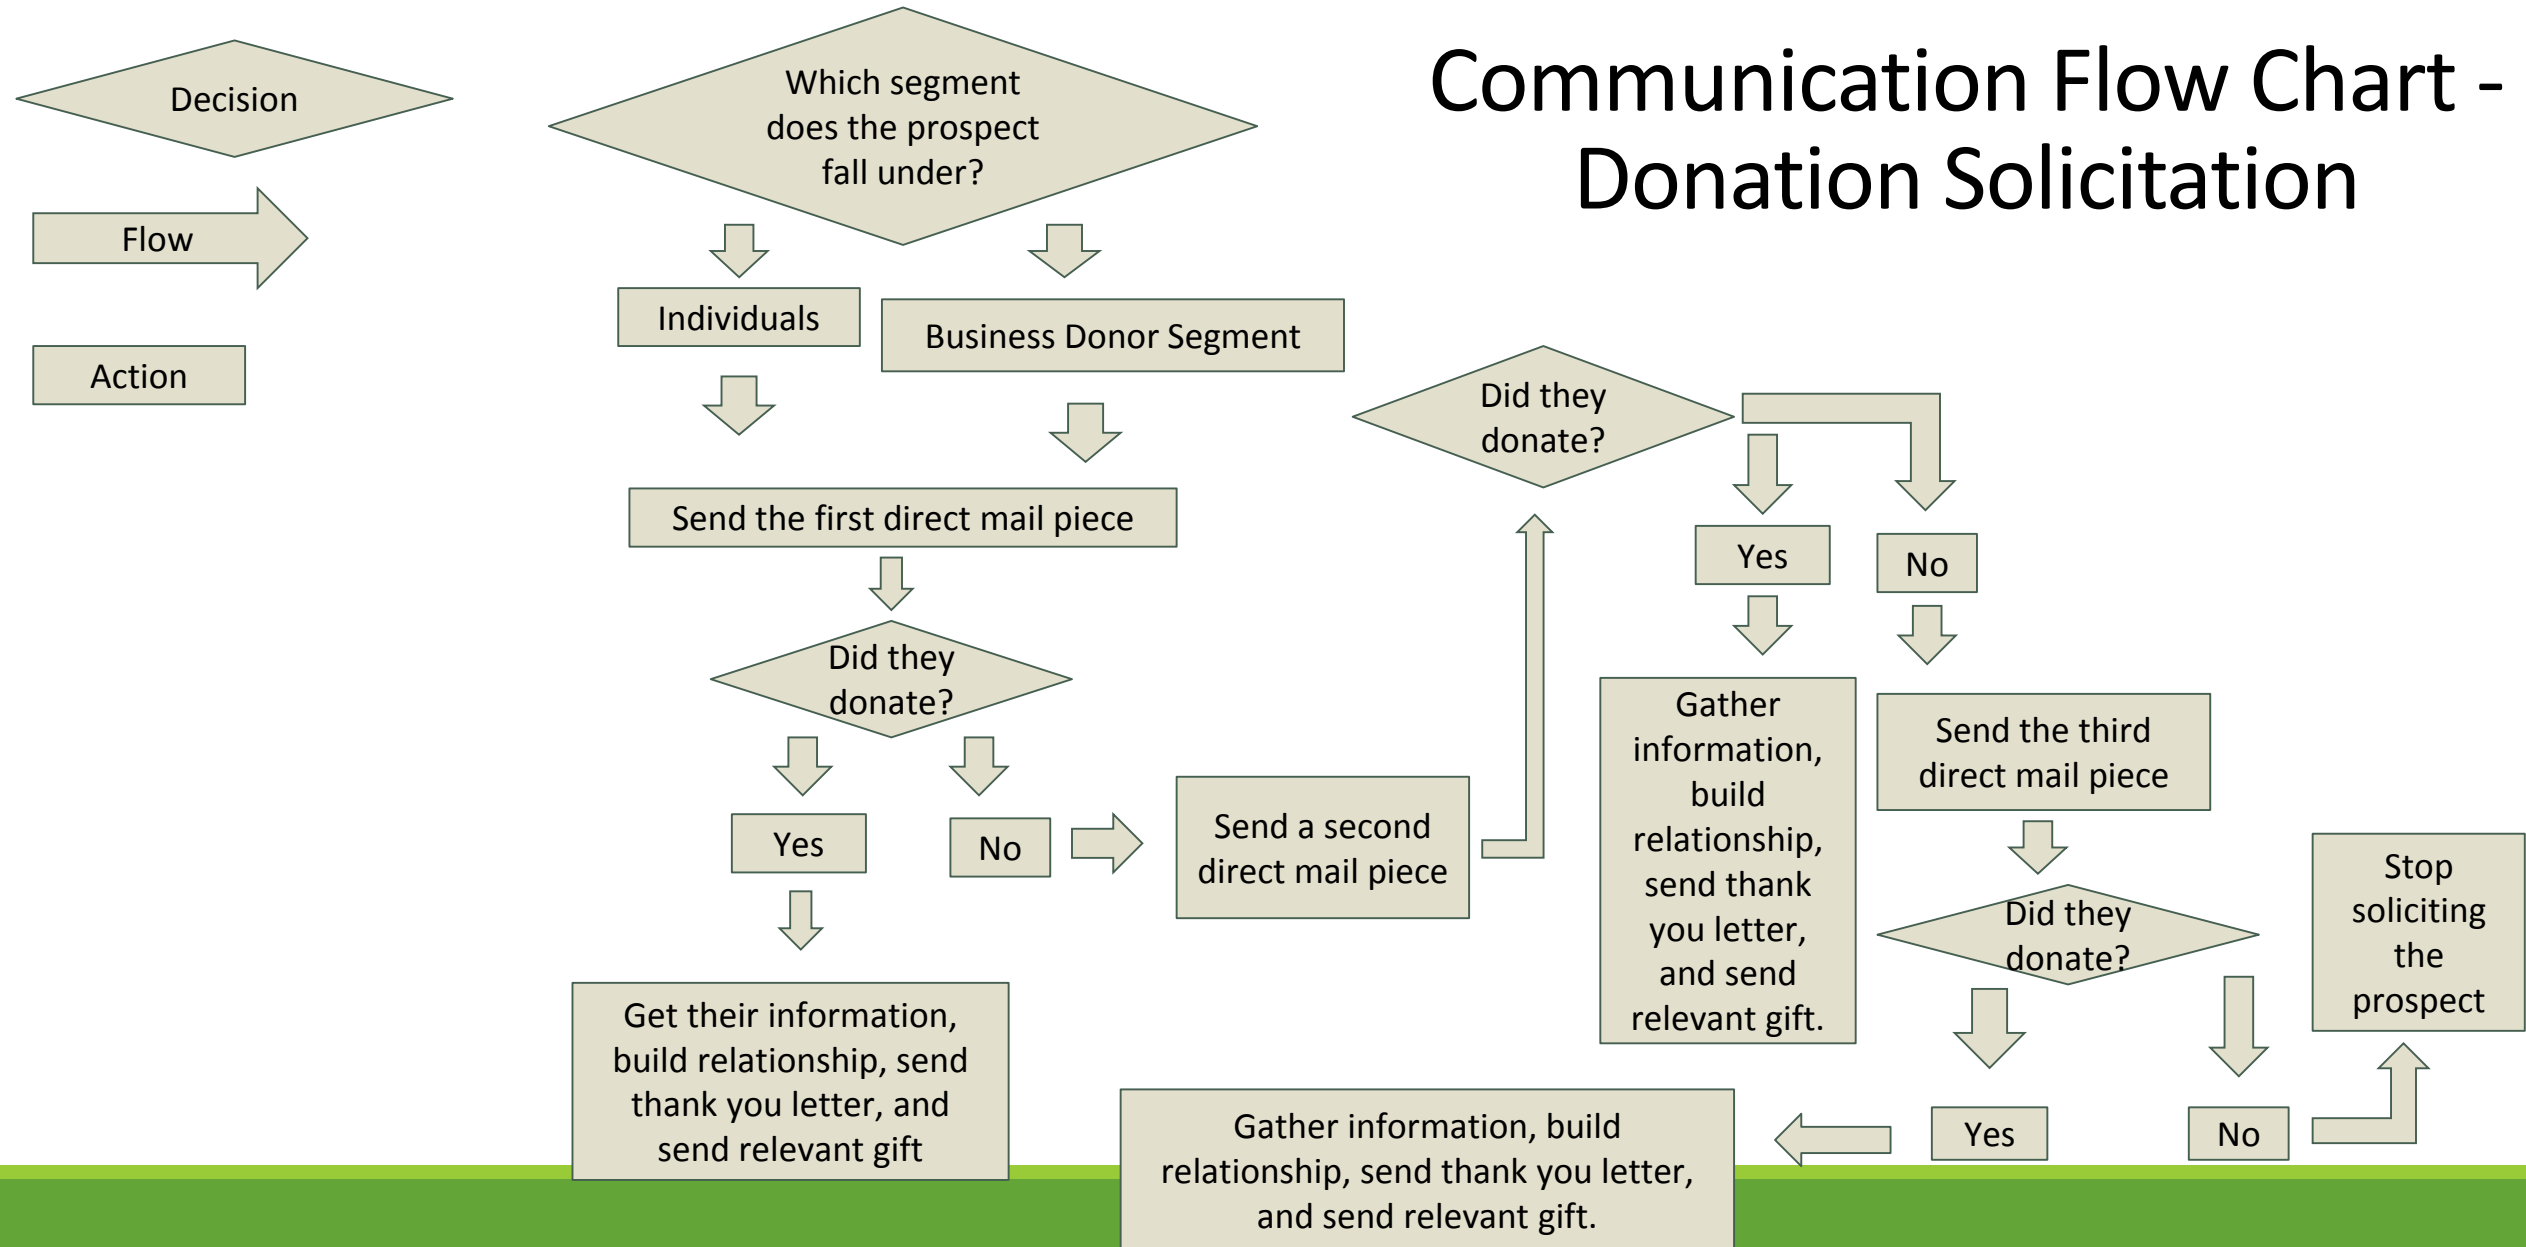 Communication Flow Chart -
Donation Solicitation
Decision
Flow
Action
Which segment
does the prospect
fall under?
Individuals
Business Donor Segment
Send the first direct mail piece
Did they
donate?
Yes
No
Get their information,
build relationship, send
thank you letter, and
send relevant gift
Send a second
direct mail piece
Did they
donate?
Yes
No
Gather
information,
build
relationship,
send thank
you letter,
and send
relevant gift.
Send the third
direct mail piece
Did they
donate?
Yes
No
Gather information, build
relationship, send thank you letter,
and send relevant gift.
Stop
soliciting
the
prospect